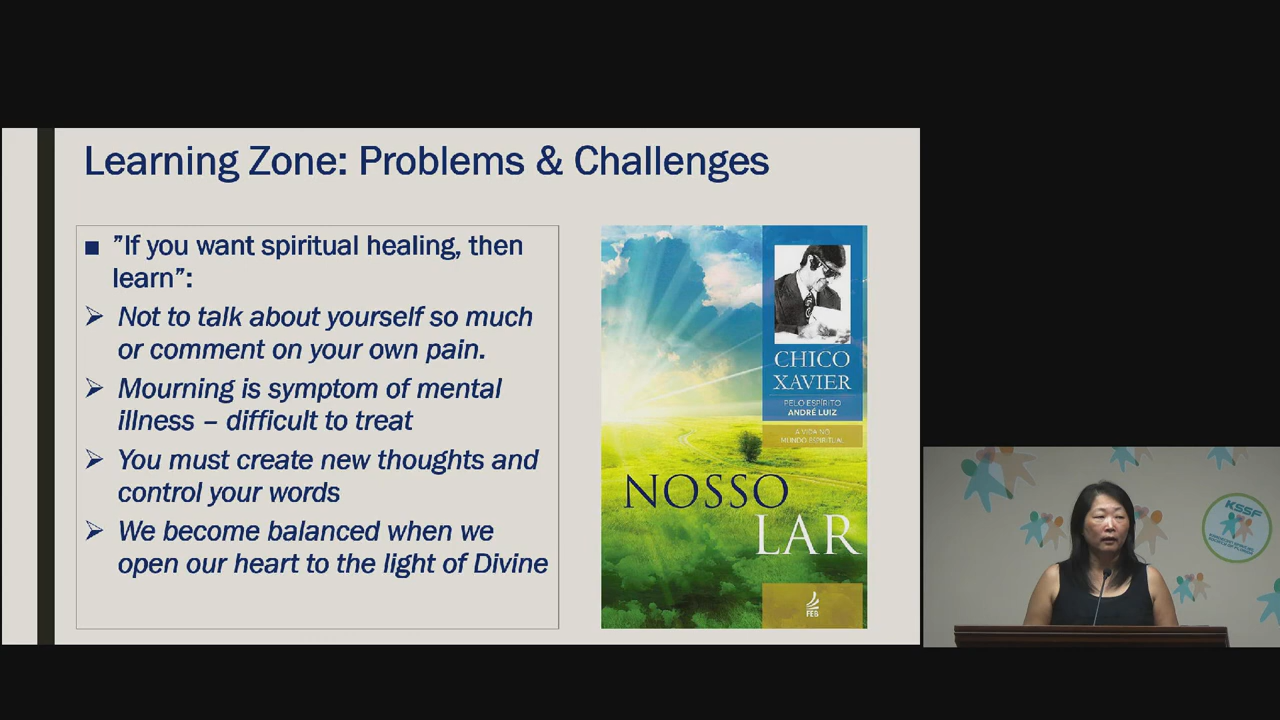 Learning Zone: Problems & Challenges
■ ”If you want spiritual healing, then
learn”:
➢ Not to talk about yourself so much
or comment on your own pain.
➢ Mourning is symptom of mental
illness – difficult to treat
➢ You must create new thoughts and
control your words
➢ We become balanced when we
open our heart to the light of Divine
CHICO
XAVIER
PELO ESPÍRITO
ANDRÉ LUIZ
A VIDA NO
MUNDO ESPIRITUAL
NOSSO
LAR
FEB
KSSF